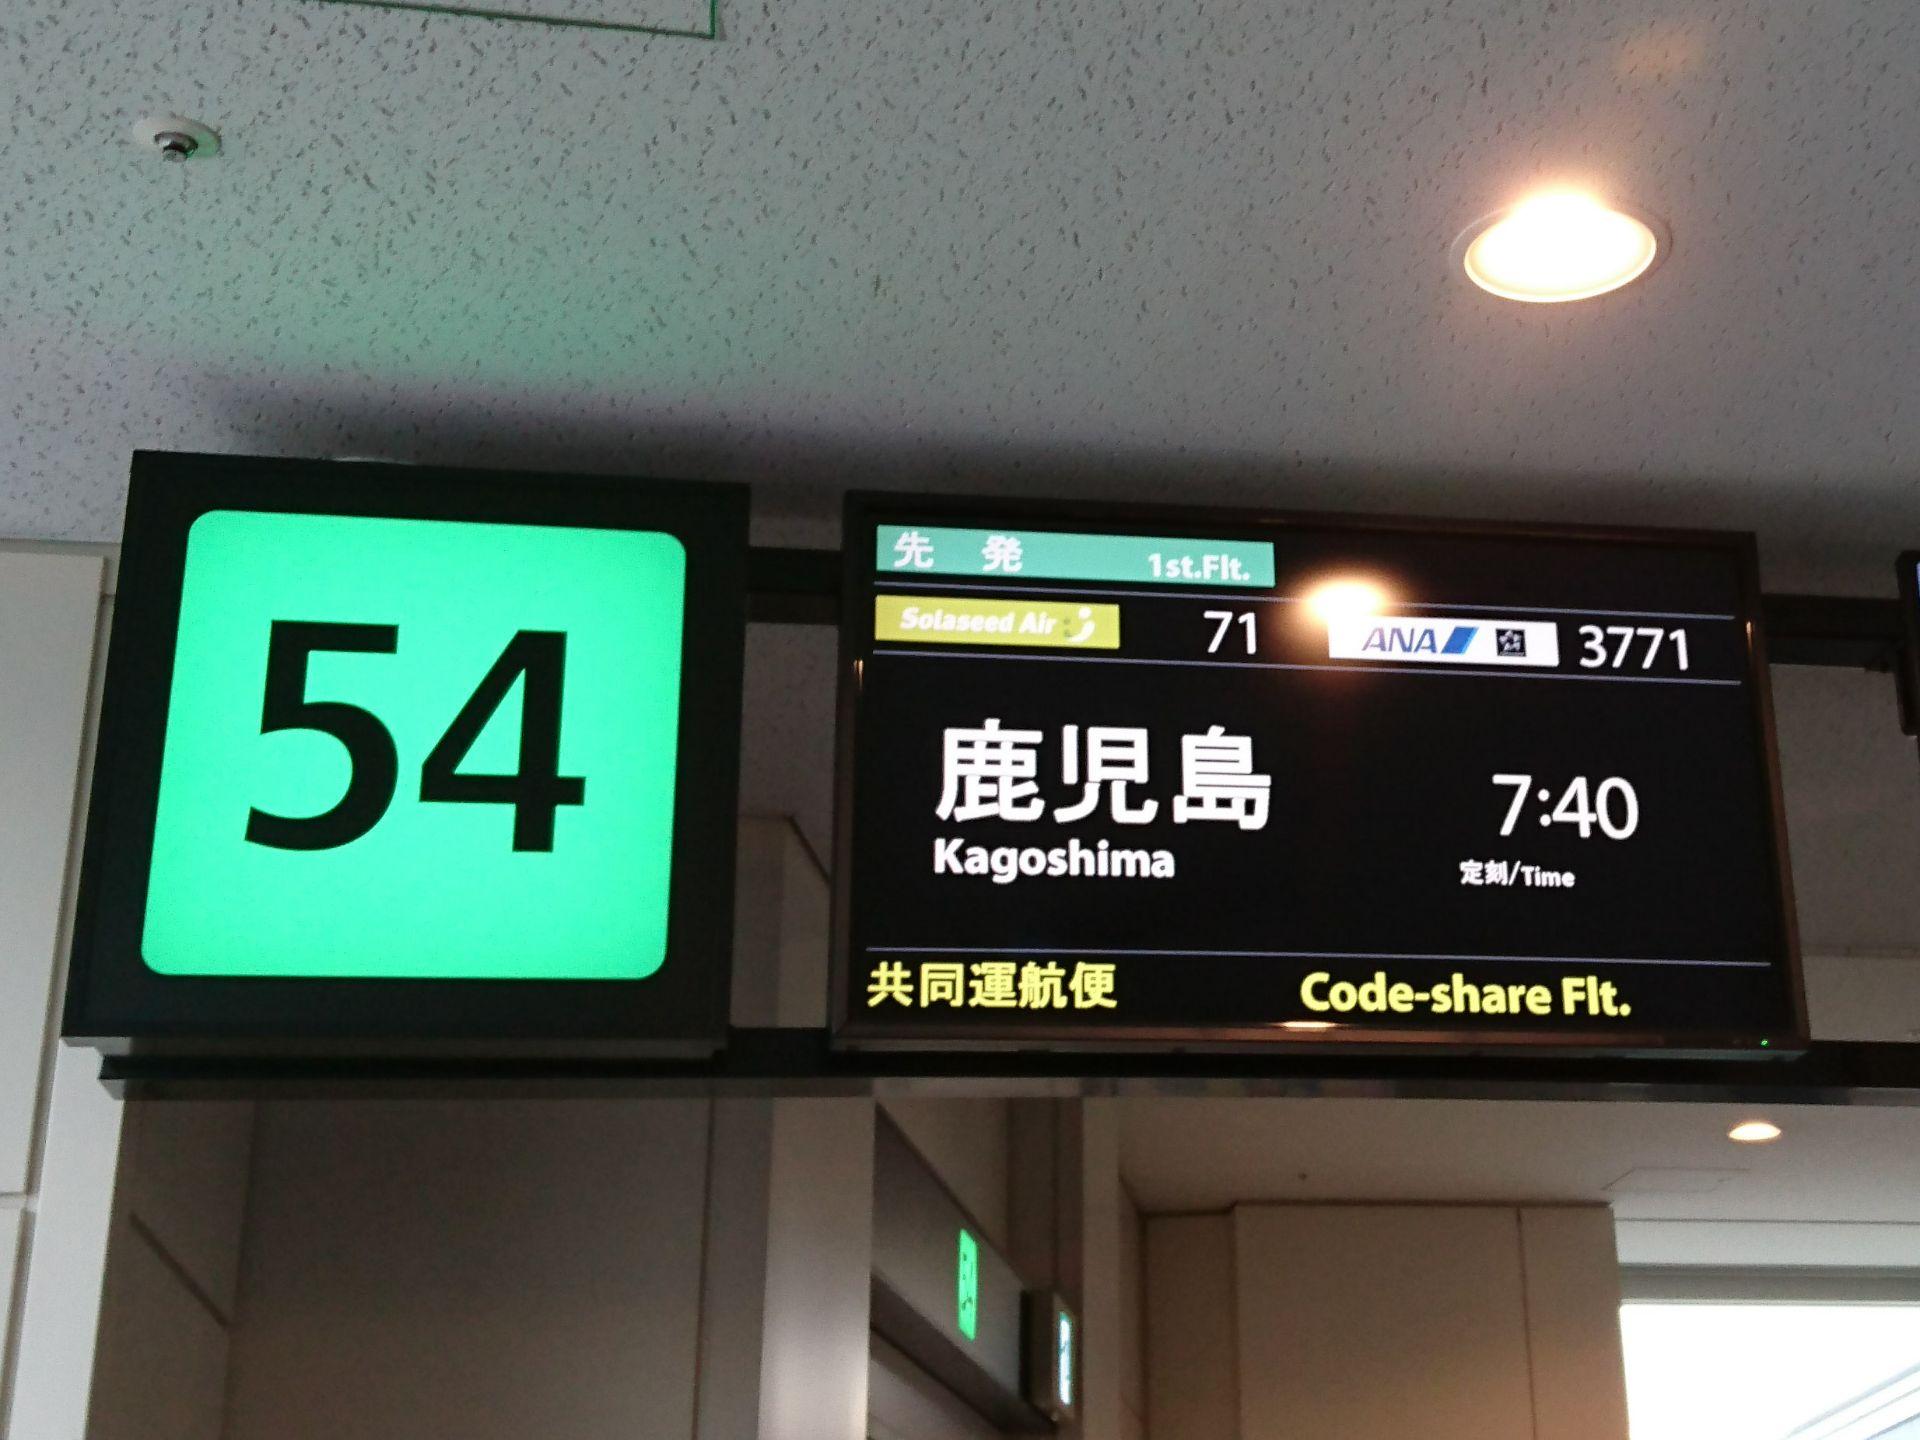 54
先 発 1st.Flt.
Solaseed Air 71 ANA 3771
鹿児島 7:40
Kagoshima 定刻/Time
共同運航便 Code-share Flt.
54